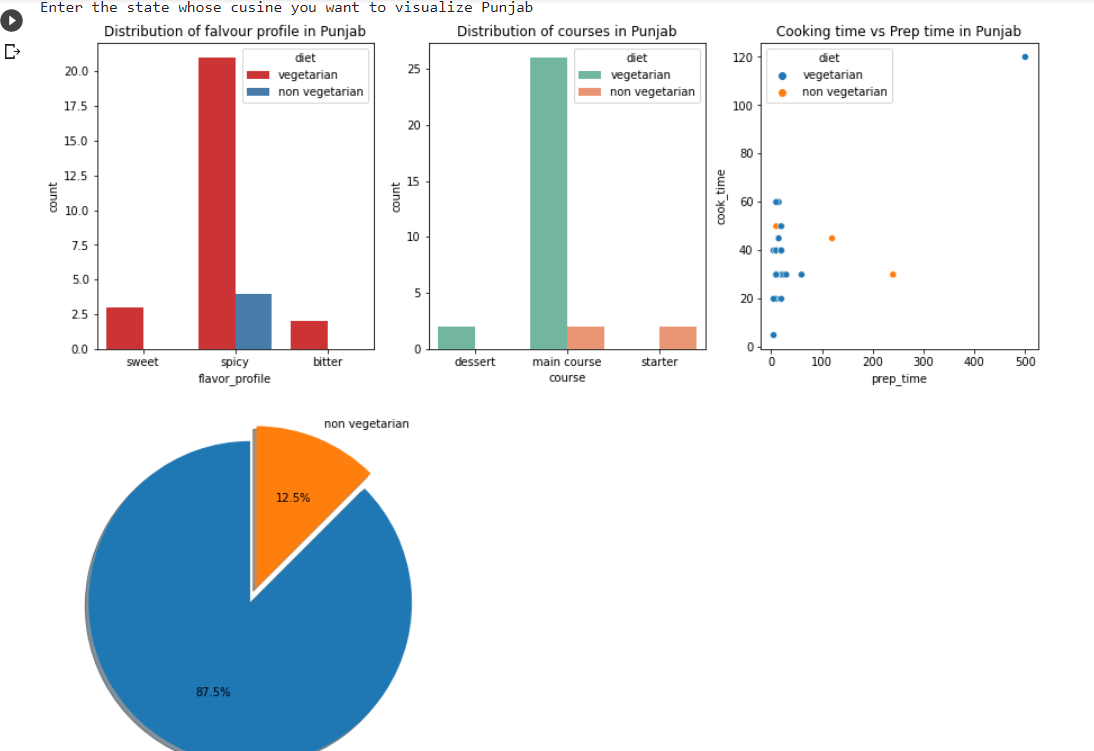 Enter the state whose cusine you want to visualize Punjab
Distribution of falvour profile in Punjab
diet
vegetarian
non vegetarian
20.0
17.5
15.0
12.5
10.0
7.5
5.0
2.5
0.0
count
sweet
spicy
bitter
flavor_profile
Distribution of courses in Punjab
diet
vegetarian
non vegetarian
25
20
15
10
5
0
count
dessert
main course
starter
course
Cooking time vs Prep time in Punjab
diet
vegetarian
non vegetarian
120
100
80
60
40
20
0
cook_time
0
100
200
300
400
500
prep_time
non vegetarian
12.5%
87.5%